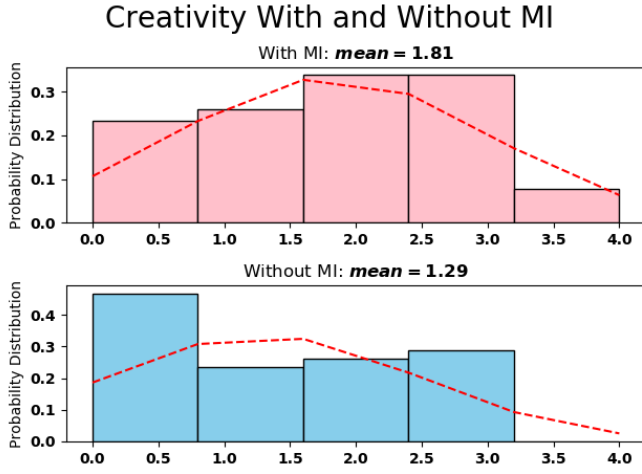 Creativity With and Without MI
With MI: mean = 1.81
Probability Distribution
0.3
0.2
0.1
0.0
0.0 0.5 1.0 1.5 2.0 2.5 3.0 3.5 4.0
Without MI: mean = 1.29
Probability Distribution
0.4
0.3
0.2
0.1
0.0
0.0 0.5 1.0 1.5 2.0 2.5 3.0 3.5 4.0